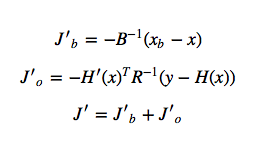 J'_b = −B^{−1}(x_b − x)
J'_o = −H'(x)^T R^{−1}(y − H(x))
J' = J'_b + J'_o